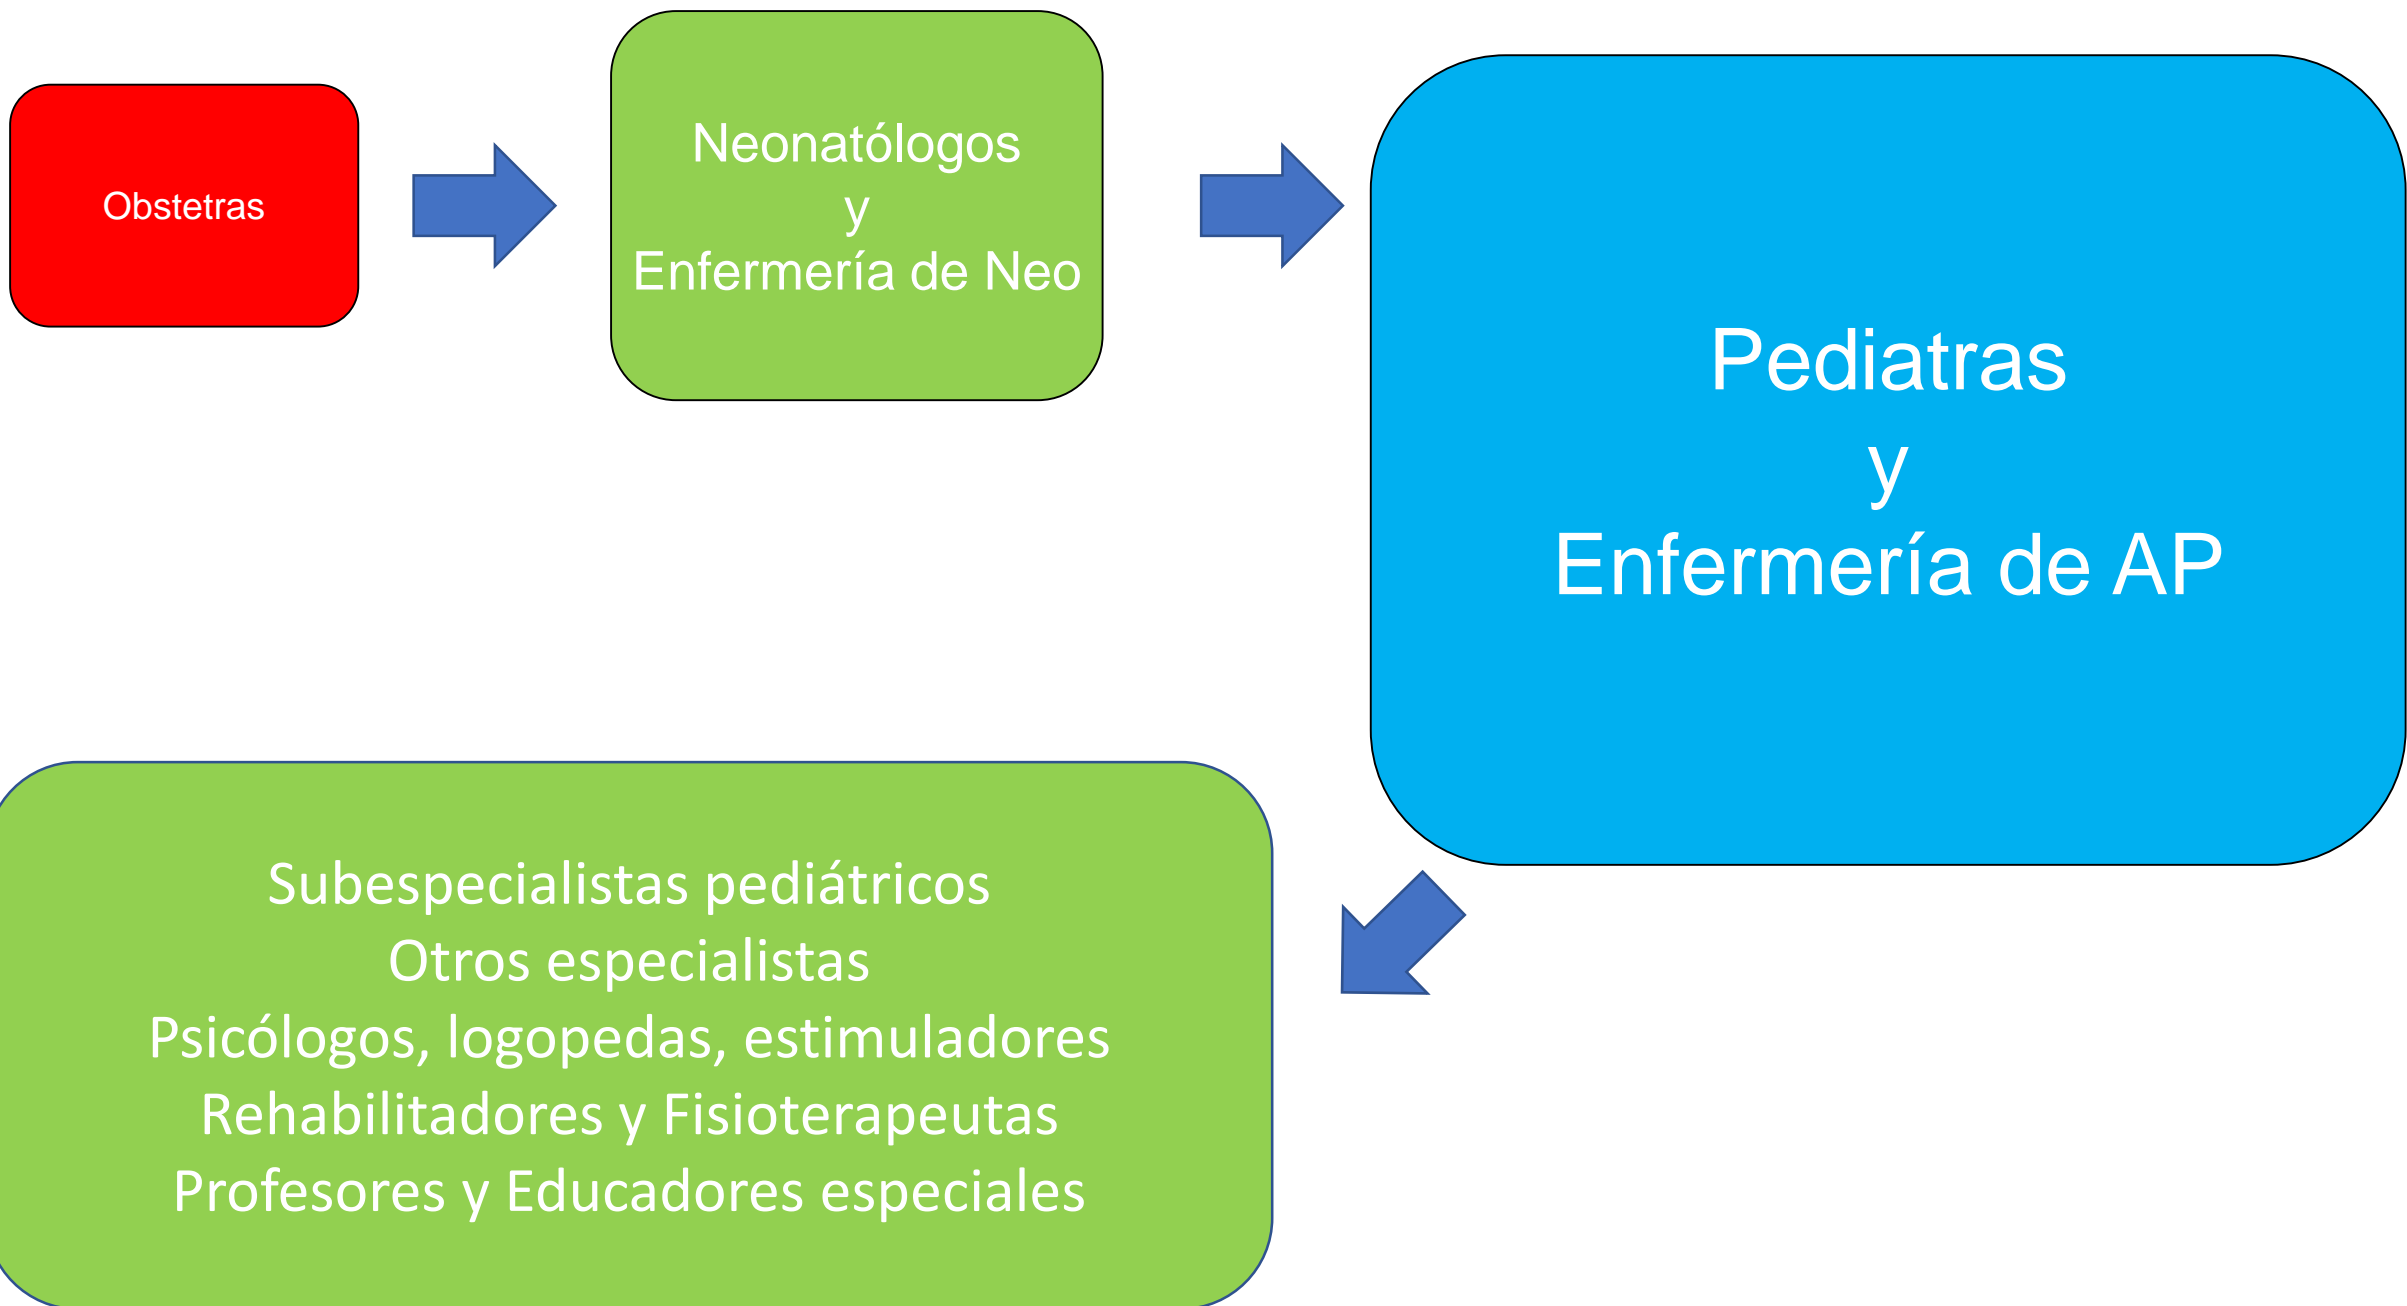 Obstetras
Neonatólogos
y
Enfermería de Neo
Pediatras
y
Enfermería de AP
Subespecialistas pediátricos
Otros especialistas
Psicólogos, logopedas, estimuladores
Rehabilitadores y Fisioterapeutas
Profesores y Educadores especiales